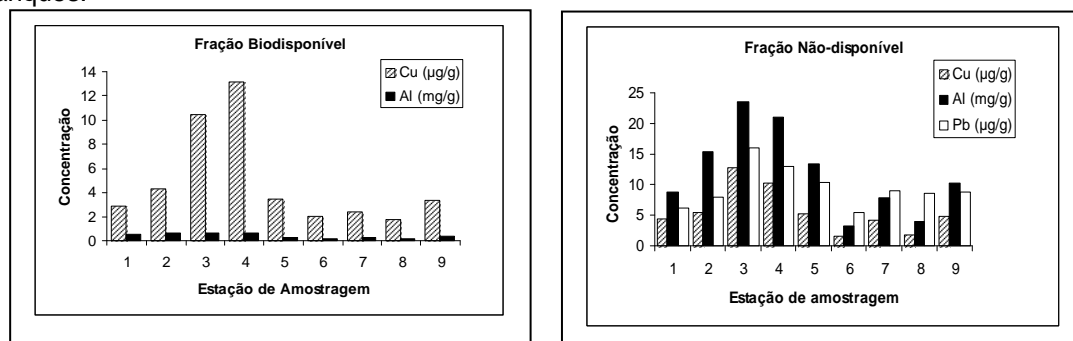 Fração Biodisponível
Cu (µg/g)
Al (mg/g)
14
12
10
8
6
4
2
0
Concentração
1 2 3 4 5 6 7 8 9
Estação de Amostragem
Fração Não-disponível
Cu (µg/g)
Al (mg/g)
Pb (µg/g)
25
20
15
10
5
0
Concentração
1 2 3 4 5 6 7 8 9
Estação de amostragem